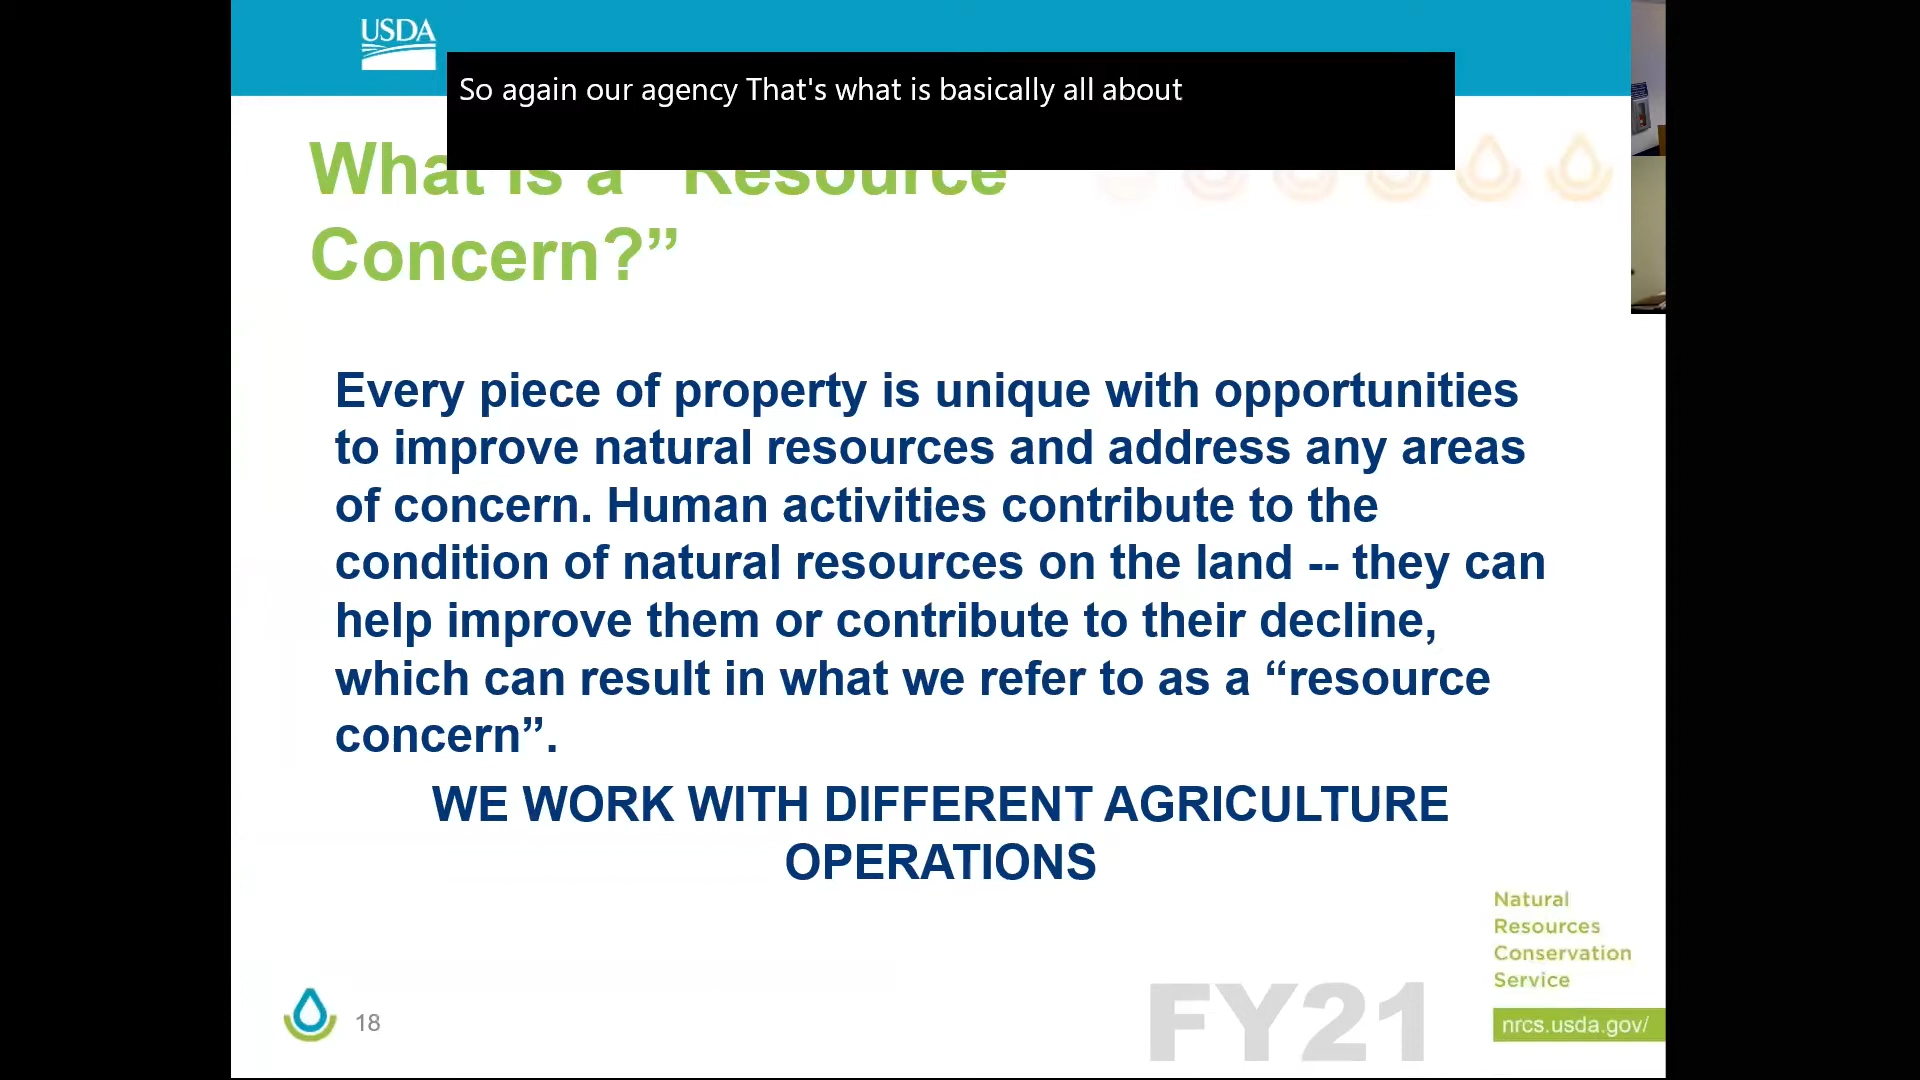 USDA
So again our agency That's what is basically all about
What is a “Resource
Concern?”
Every piece of property is unique with opportunities
to improve natural resources and address any areas
of concern. Human activities contribute to the
condition of natural resources on the land -- they can
help improve them or contribute to their decline,
which can result in what we refer to as a “resource
concern”.
WE WORK WITH DIFFERENT AGRICULTURE
OPERATIONS
Natural
Resources
Conservation
Service
18
FY21
nrcs.usda.gov/